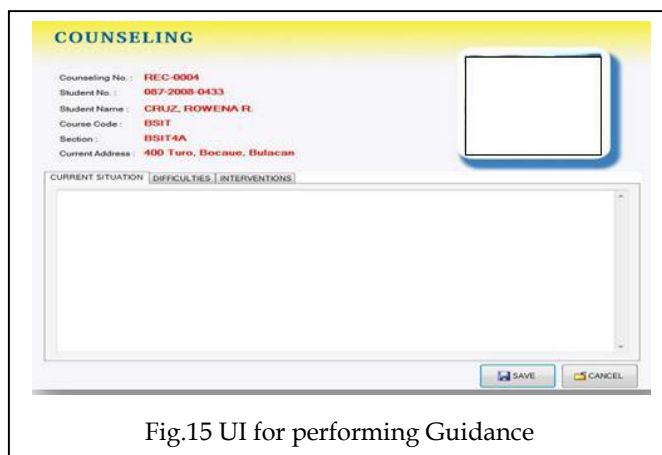 COUNSELING
Counseling No. : REC-0004
Student No. : 087-2008-0433
Student Name : CRUZ, ROWENA R.
Course Code : BSIT
Section : BSIT4A
Current Address : 400 Turo, Bocaue, Bulacan
CURRENT SITUATION DIFFICULTIES INTERVENTIONS
SAVE CANCEL
Fig.15 UI for performing Guidance